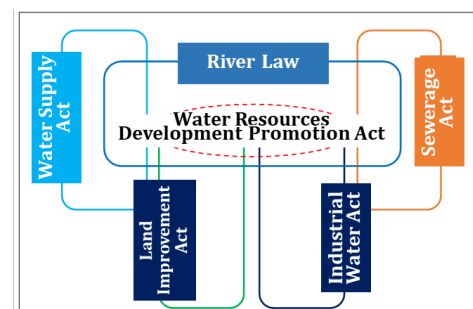 River Law
Water Supply
Act
Sewerage
Act
Water Resources
Development Promotion Act
Land
Improvement
Act
Industrial
Water Act